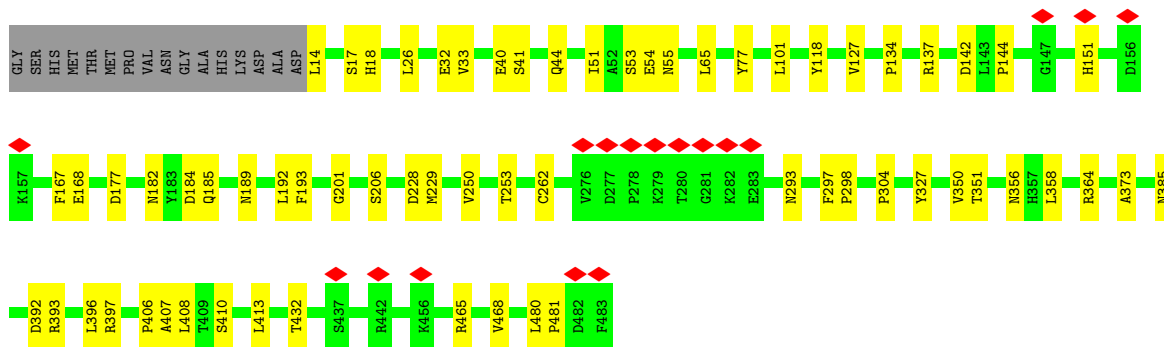 GLY SER HIS MET THR MET PRO VAL ASN GLY ALA HIS LYS ASP ALA ASP L14 S17 H18 L26 E32 V33 E40 S41 Q44 I51 A52 S53 E54 N55 L65 Y77 L101 Y118 V127 P134 R137 D142 L143 P144 G147 H151 D156
K157 F167 E168 D177 N182 Y183 D184 Q185 N189 L192 F193 G201 S206 D228 M229 V250 T253 C262 V276 D277 P278 K279 T280 G281 K282 E283 N293 F297 P298 P304 Y327 V350 T351 N356 H357 L358 R364 A373 N385
D392 R393 L396 R397 P406 A407 L408 T409 S410 L413 T432 S437 R442 K456 R465 V468 L480 P481 D482 F483